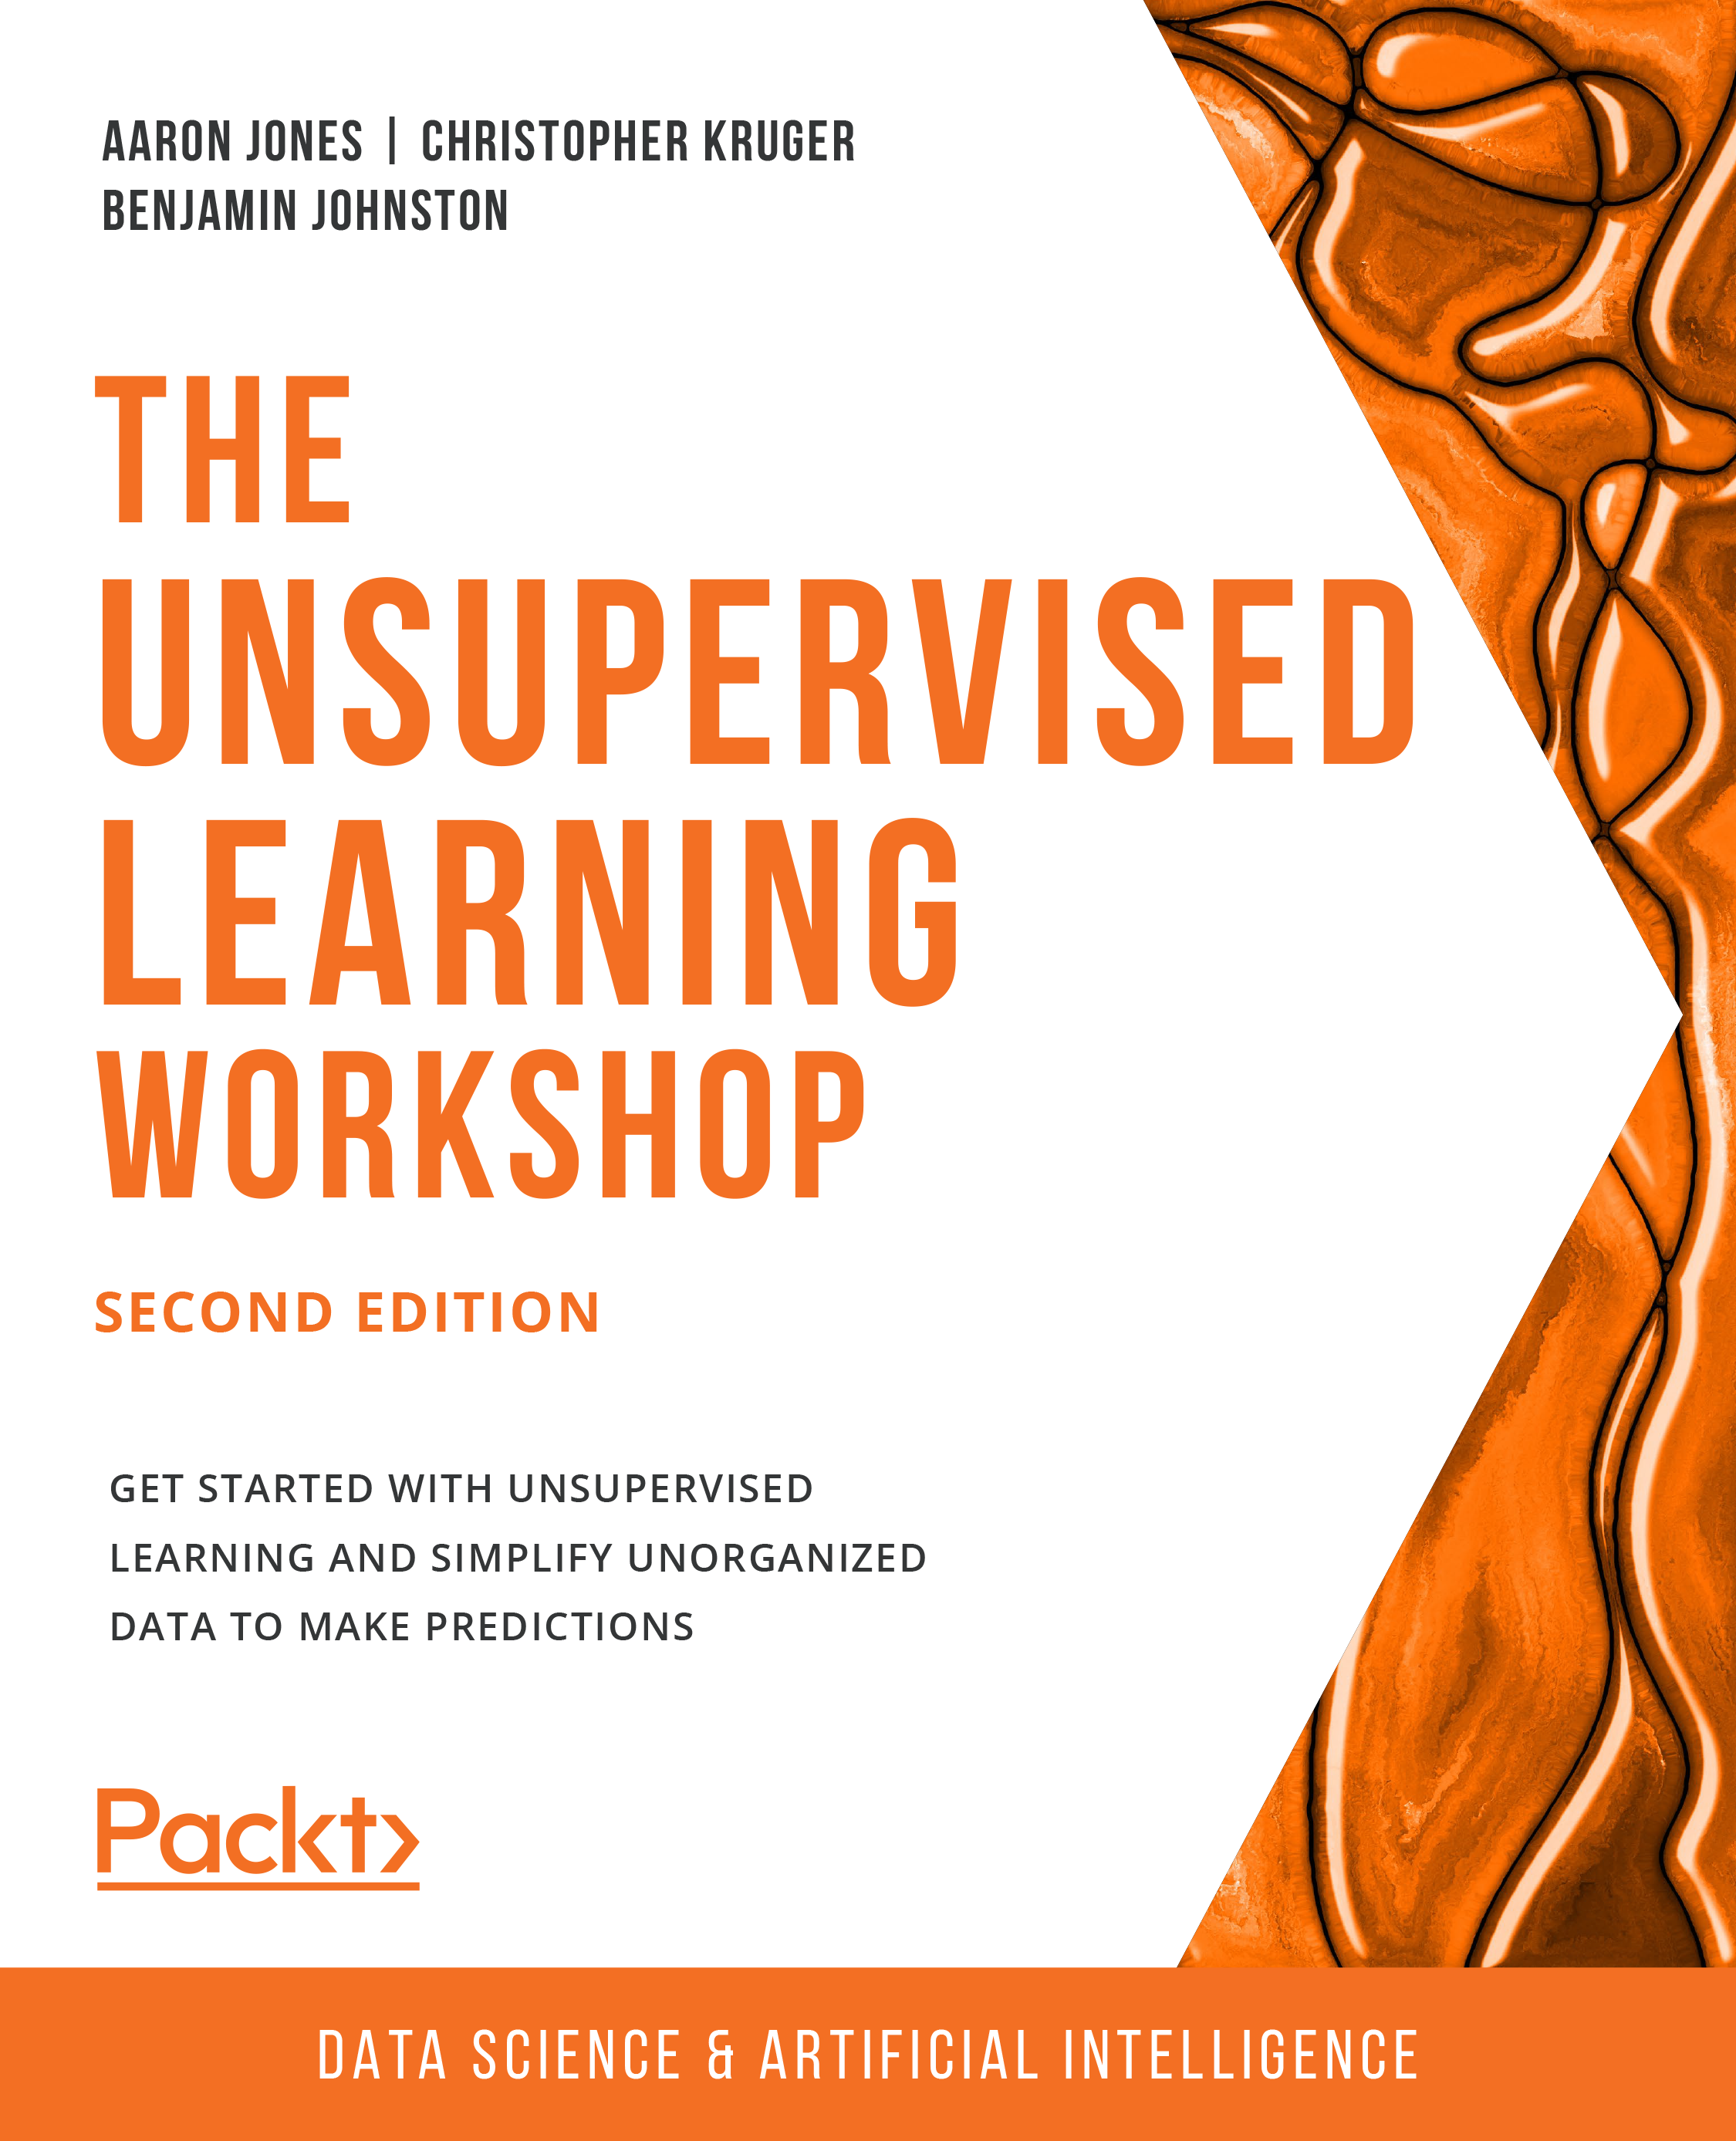 AARON JONES | CHRISTOPHER KRUGER
BENJAMIN JOHNSTON
THE
UNSUPERVISED
LEARNING
WORKSHOP
SECOND EDITION
GET STARTED WITH UNSUPERVISED
LEARNING AND SIMPLIFY UNORGANIZED
DATA TO MAKE PREDICTIONS
Packt>
DATA SCIENCE & ARTIFICIAL INTELLIGENCE